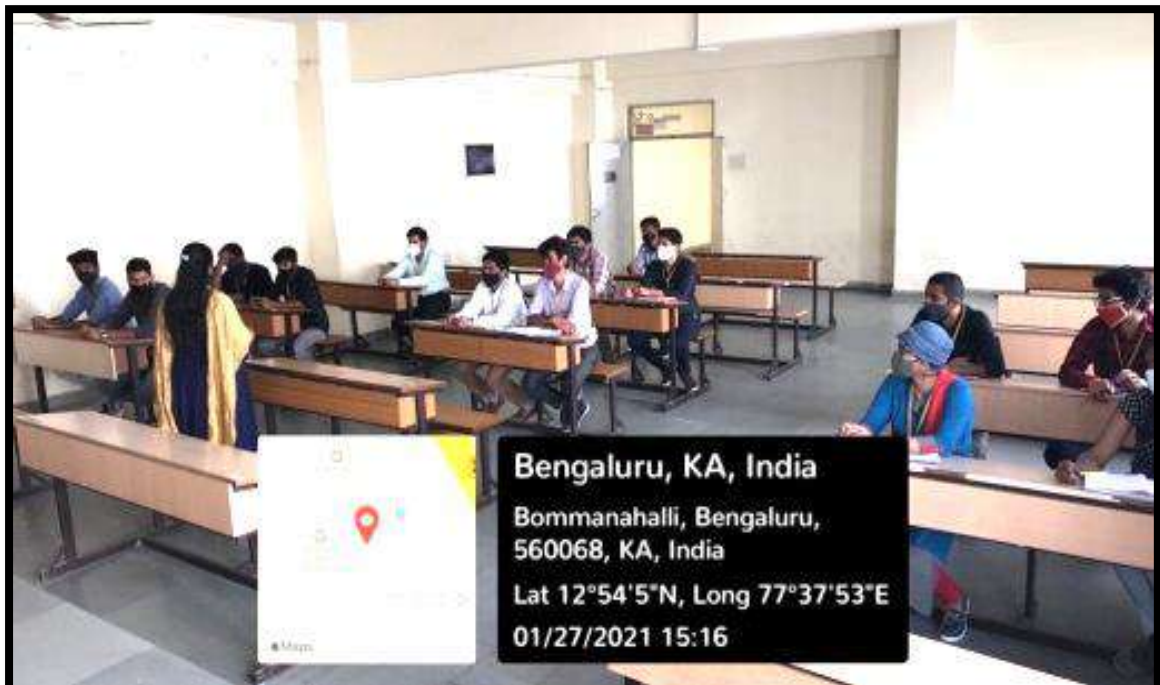 Bengaluru, KA, India
Bommanahalli, Bengaluru,
560068, KA, India
Lat 12°54'5"N, Long 77°37'53"E
01/27/2021 15:16
Maps